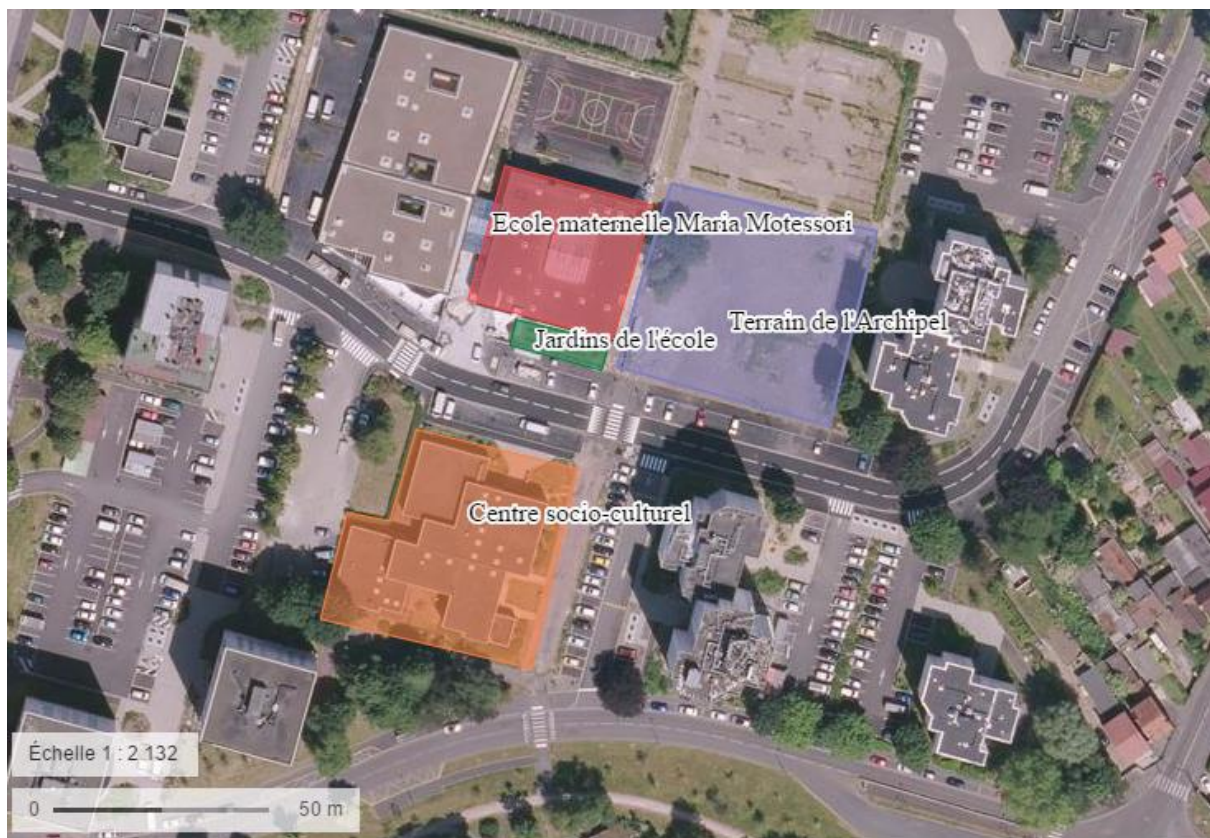 Ecole maternelle Maria Motessori
Terrain de l'Archipel
Jardins de l'école
Centre socio-culturel
Échelle 1 : 2 132
0 50 m